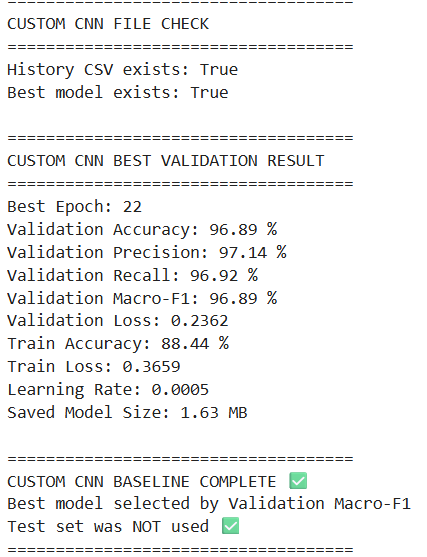 ====================================
CUSTOM CNN FILE CHECK
====================================
History CSV exists: True
Best model exists: True
====================================
CUSTOM CNN BEST VALIDATION RESULT
====================================
Best Epoch: 22
Validation Accuracy: 96.89 %
Validation Precision: 97.14 %
Validation Recall: 96.92 %
Validation Macro-F1: 96.89 %
Validation Loss: 0.2362
Train Accuracy: 88.44 %
Train Loss: 0.3659
Learning Rate: 0.0005
Saved Model Size: 1.63 MB
====================================
CUSTOM CNN BASELINE COMPLETE ✅
Best model selected by Validation Macro-F1
Test set was NOT used ✅
====================================